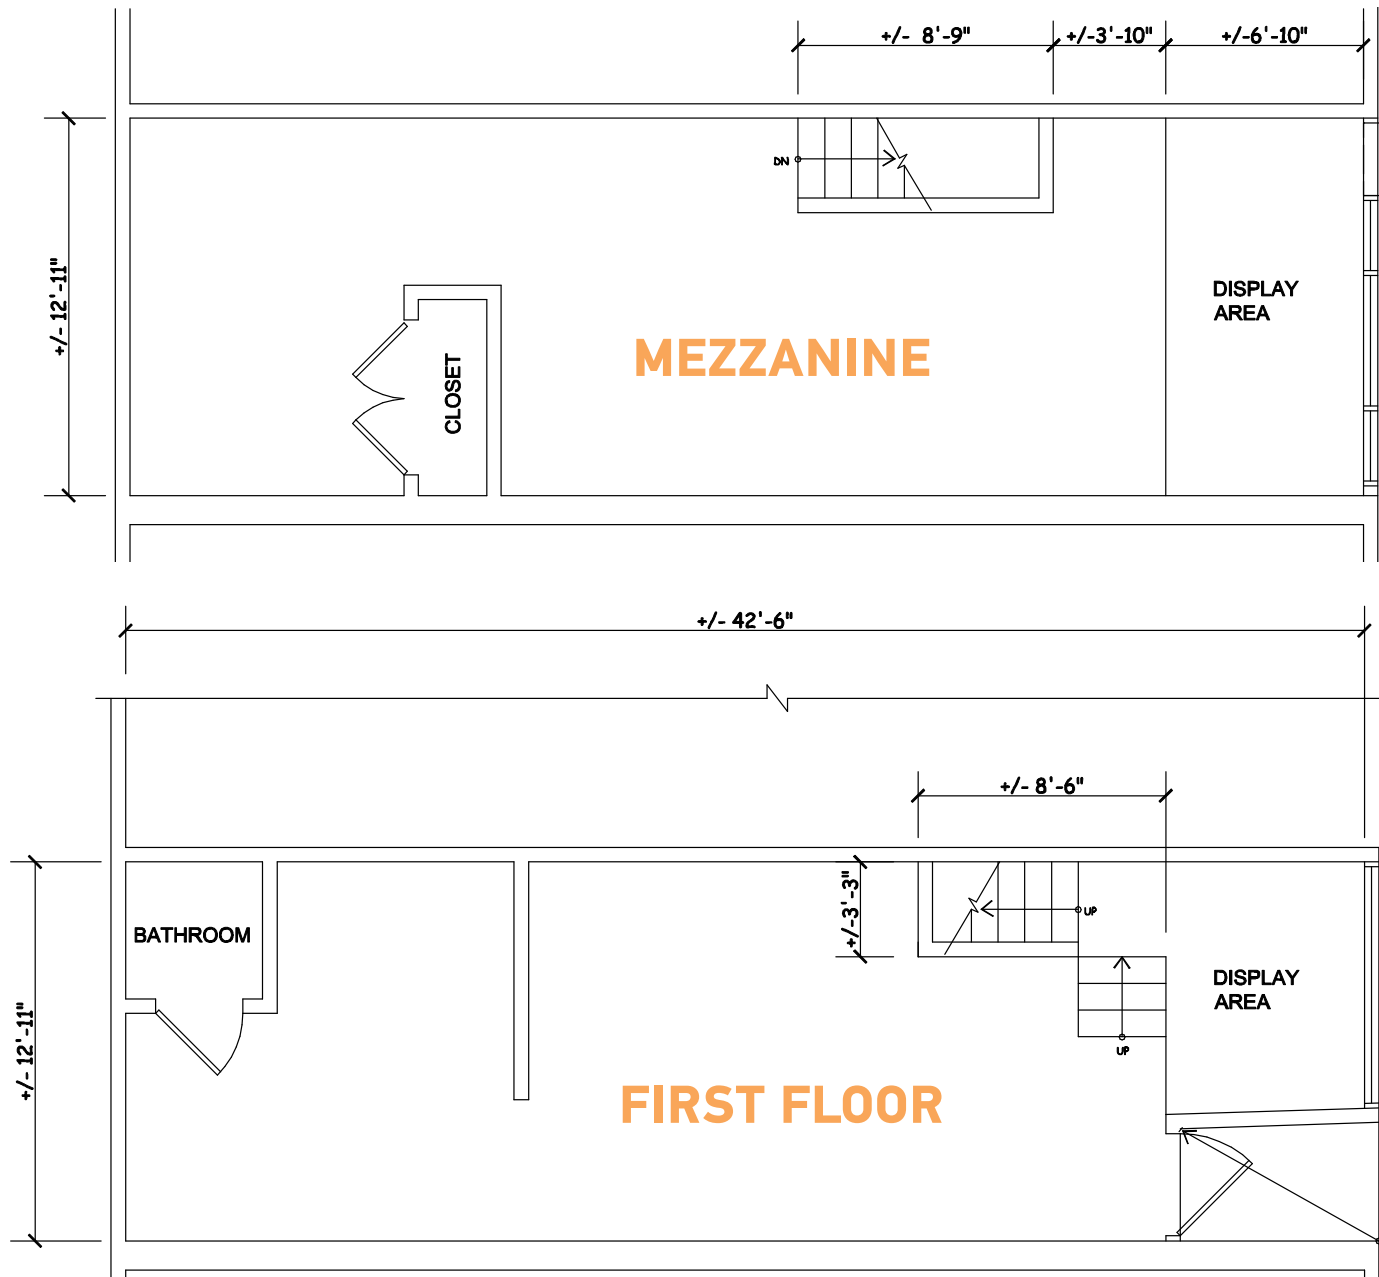 +/- 8'-9" +/-3'-10" +/-6'-10"
DN
+/- 12'-11"
DISPLAY
AREA
MEZZANINE
CLOSET
+/- 42'-6"
+/- 8'-6"
+/-3'-3"
UP
BATHROOM
DISPLAY
AREA
+/- 12'-11"
UP
FIRST FLOOR